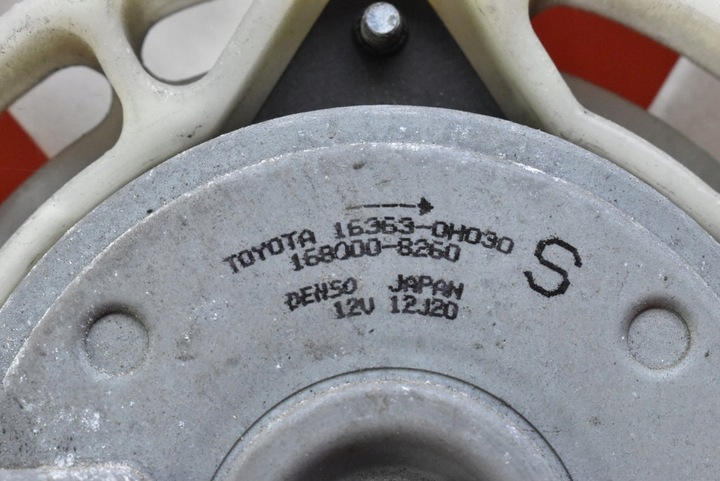 TOYOTA 16363-0H030
168000-8260
S
DENSO JAPAN
12V 12J20